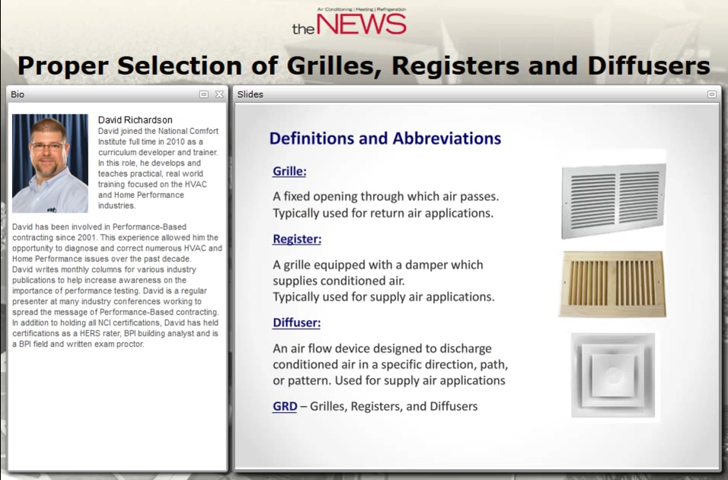 Air Conditioning | Heating | Refrigeration
the NEWS
Proper Selection of Grilles, Registers and Diffusers
Bio
David Richardson
David joined the National Comfort
Institute full time in 2010 as a
curriculum developer and trainer.
In this role, he develops and
teaches practical, real world
training focused on the HVAC
and Home Performance
industries.
David has been involved in Performance-Based
contracting since 2001. This experience allowed him the
opportunity to diagnose and correct numerous HVAC and
Home Performance issues over the past decade.
David writes monthly columns for various industry
publications to help increase awareness on the
importance of performance testing. David is a regular
presenter at many industry conferences working to
spread the message of Performance-Based contracting.
In addition to holding all NCI certifications, David has held
certifications as a HERS rater, BPI building analyst and is
a BPI field and written exam proctor.
Slides
Definitions and Abbreviations
Grille:
A fixed opening through which air passes.
Typically used for return air applications.
Register:
A grille equipped with a damper which
supplies conditioned air.
Typically used for supply air applications.
Diffuser:
An air flow device designed to discharge
conditioned air in a specific direction, path,
or pattern. Used for supply air applications
GRD – Grilles, Registers, and Diffusers